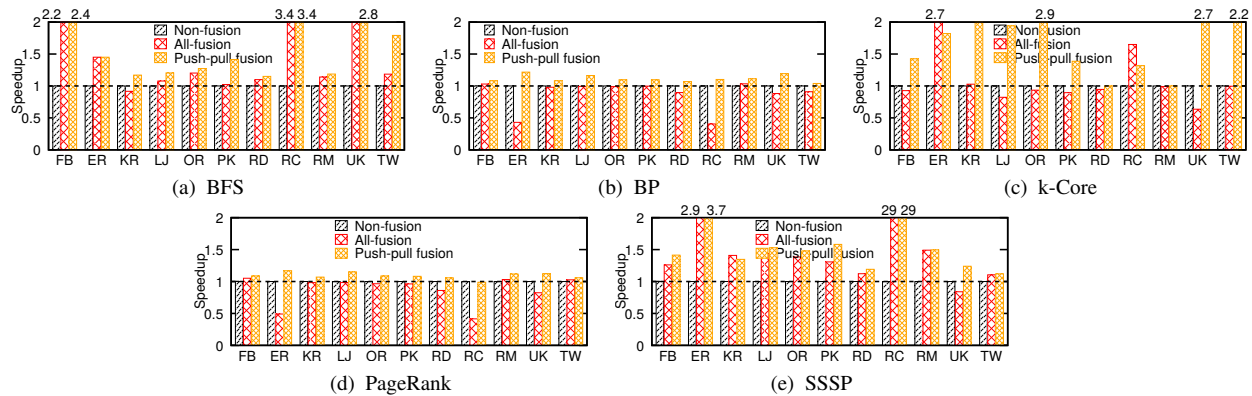 2.2 2.4 3.4 3.4 2.8
2
1.5
1
0.5
0
Speedup
Non-fusion
All-fusion
Push-pull fusion
FB ER KR LJ OR PK RD RC RM UK TW
(a) BFS
2
1.5
1
0.5
0
Speedup
Non-fusion
All-fusion
Push-pull fusion
FB ER KR LJ OR PK RD RC RM UK TW
(b) BP
2.7 2.9 2.7 2.2
2
1.5
1
0.5
0
Speedup
Non-fusion
All-fusion
Push-pull fusion
FB ER KR LJ OR PK RD RC RM UK TW
(c) k-Core
2
1.5
1
0.5
0
Speedup
Non-fusion
All-fusion
Push-pull fusion
FB ER KR LJ OR PK RD RC RM UK TW
(d) PageRank
2.9 3.7 29 29
2
1.5
1
0.5
0
Speedup
Non-fusion
All-fusion
Push-pull fusion
FB ER KR LJ OR PK RD RC RM UK TW
(e) SSSP